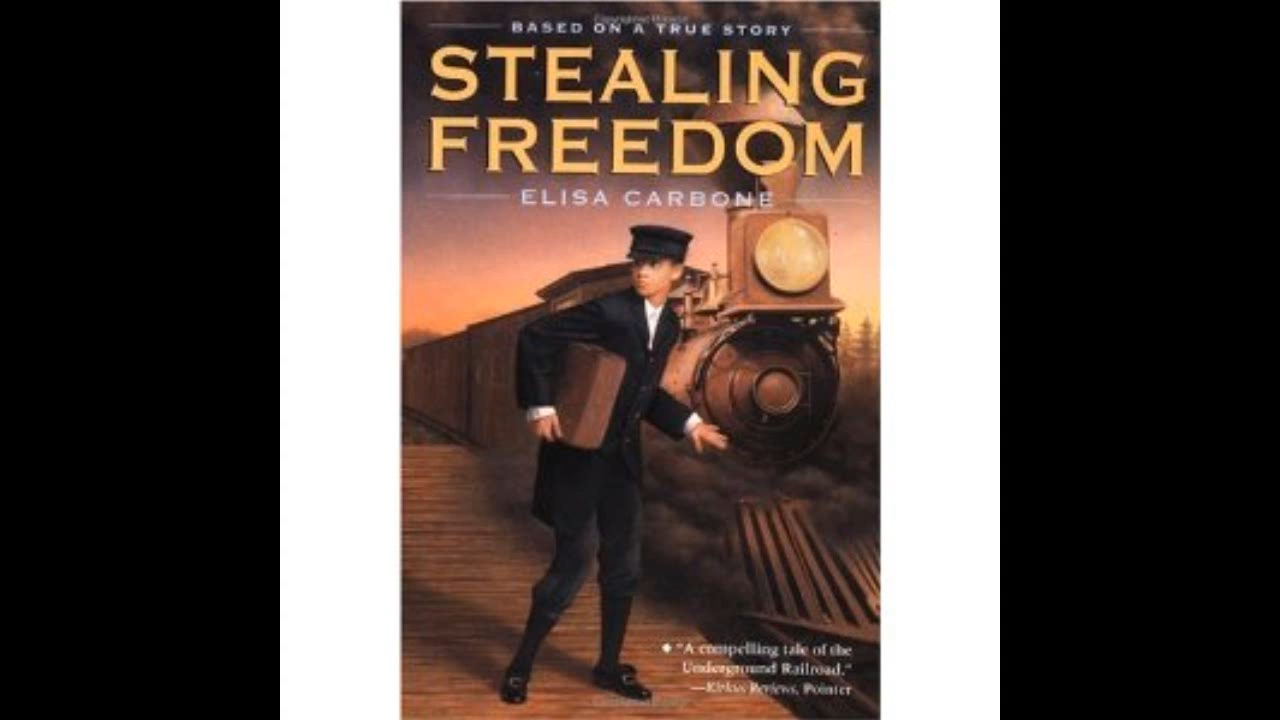 BASED ON A TRUE STORY
STEALING
FREEDOM
ELISA CARBONE
"A compelling tale of the
Underground Railroad."
—Kirkus Reviews, Pointer